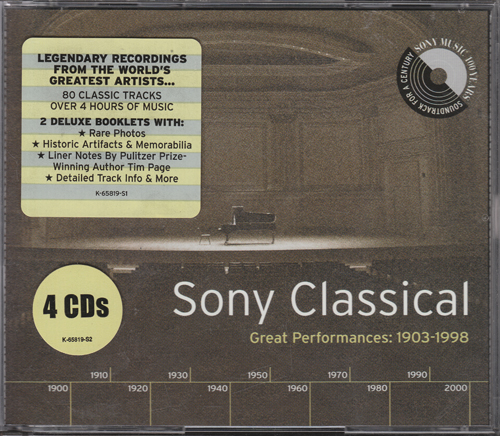 LEGENDARY RECORDINGS
FROM THE WORLD'S
GREATEST ARTISTS...
80 CLASSIC TRACKS
OVER 4 HOURS OF MUSIC
2 DELUXE BOOKLETS WITH:
★ Rare Photos
★ Historic Artifacts & Memorabilia
★ Liner Notes By Pulitzer Prize-
Winning Author Tim Page
★ Detailed Track Info & More
K-65819-S1
SONY MUSIC 100 YEARS
SOUNDTRACK FOR A CENTURY
4 CDs
K-65819-S2
Sony Classical
Great Performances: 1903-1998
1910 1930 1950 1970 1990
1900 1920 1940 1960 1980 2000